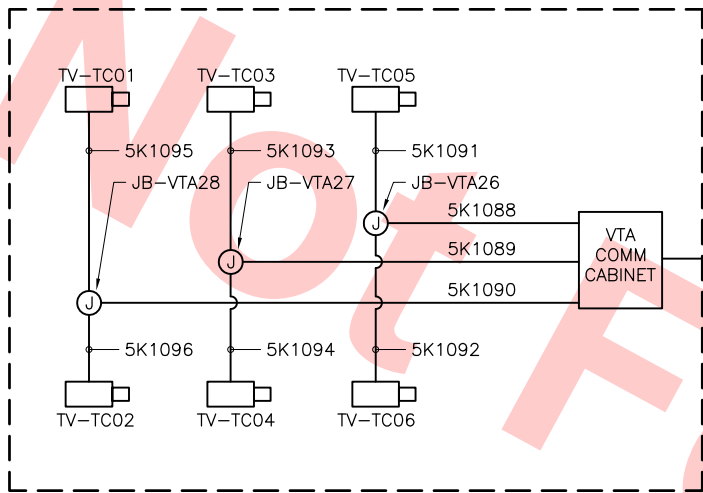 Not F
TV-TC01
TV-TC03
TV-TC05
5K1095
5K1093
5K1091
JB-VTA28
JB-VTA27
JB-VTA26
5K1088
J
VTA
COMM
CABINET
5K1089
J
5K1090
J
5K1096
5K1094
5K1092
TV-TC02
TV-TC04
TV-TC06